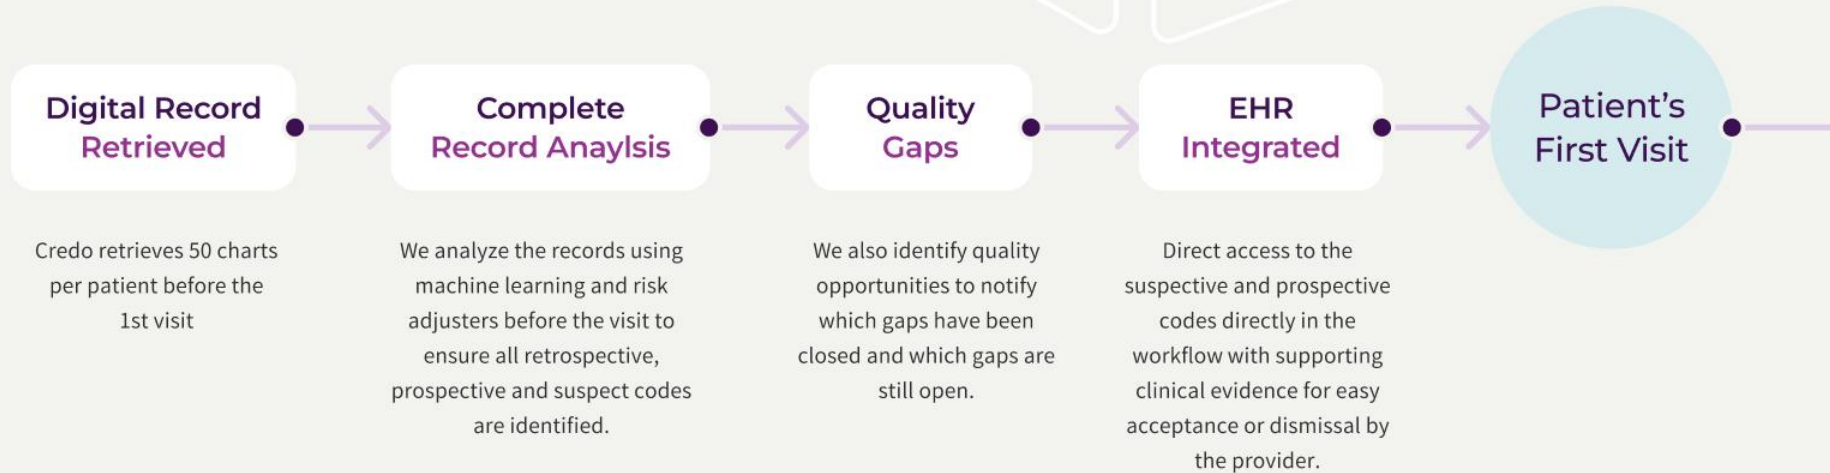 Digital Record
Retrieved
Credo retrieves 50 charts
per patient before the
1st visit
Complete
Record Anaylsis
We analyze the records using
machine learning and risk
adjusters before the visit to
ensure all retrospective,
prospective and suspect codes
are identified.
Quality
Gaps
We also identify quality
opportunities to notify
which gaps have been
closed and which gaps are
still open.
EHR
Integrated
Direct access to the
suspective and prospective
codes directly in the
workflow with supporting
clinical evidence for easy
acceptance or dismissal by
the provider.
Patient’s
First Visit